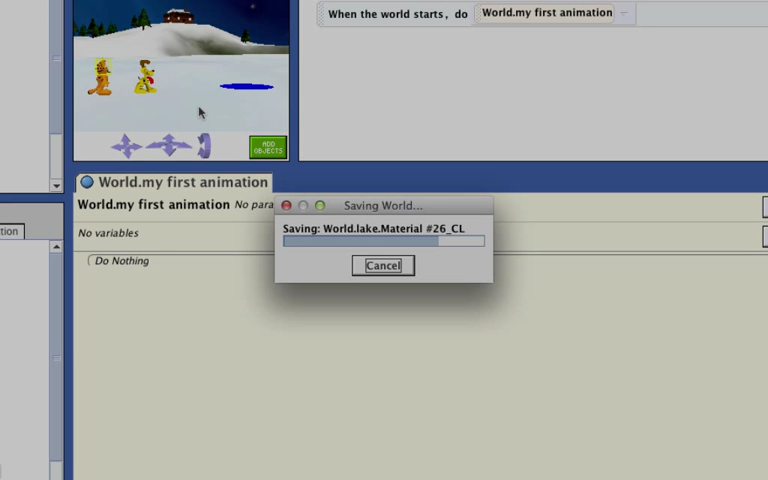 When the world starts, do World.my first animation
ADD
OBJECTS
World.my first animation
World.my first animation No para
No variables
Do Nothing
tion
Saving World...
Saving: World.lake.Material #26_CL
Cancel